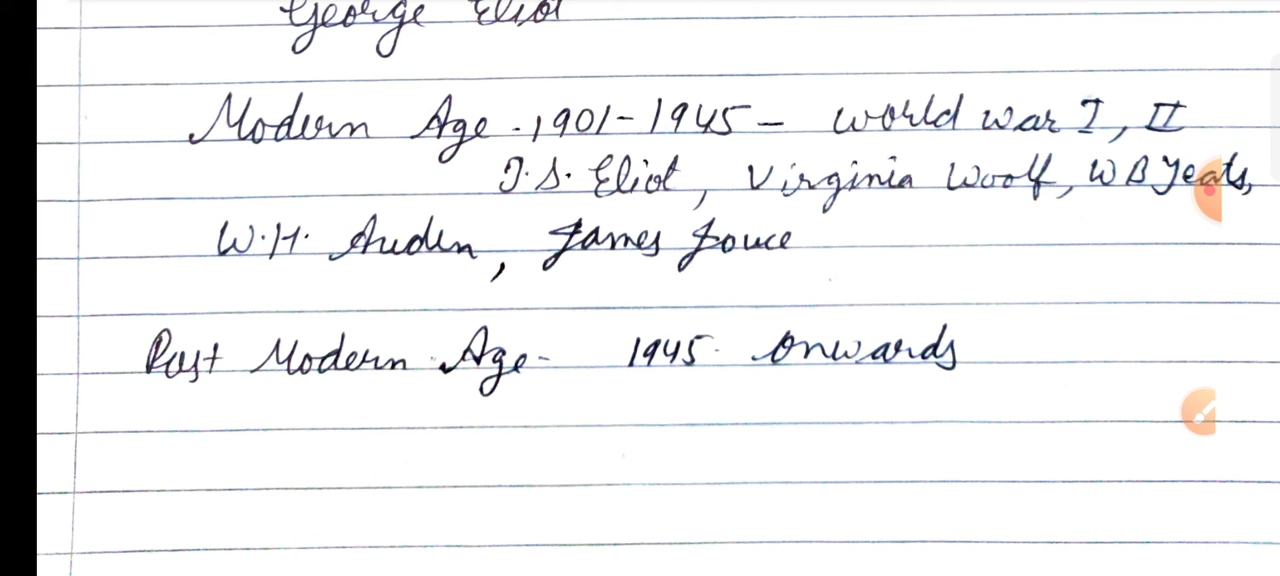 George Eliot
Modern Age - 1901-1945 - World War I, II
T.S. Eliot, Virginia Woolf, W B Yeats,
W.H. Auden, James Jouce
Post Modern Age - 1945 onwards